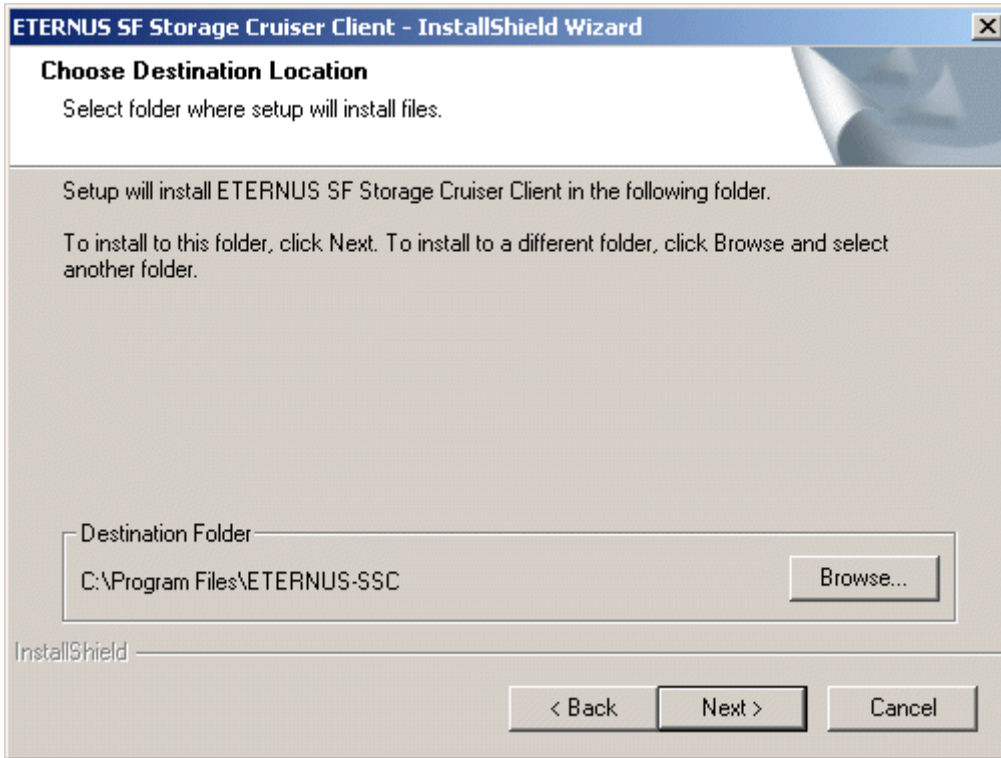 ETERNUS SF Storage Cruiser Client - InstallShield Wizard
Choose Destination Location
Select folder where setup will install files.
Setup will install ETERNUS SF Storage Cruiser Client in the following folder.
To install to this folder, click Next. To install to a different folder, click Browse and select
another folder.
Destination Folder
C:\Program Files\ETERNUS-SSC
Browse...
InstallShield
< Back
Next >
Cancel